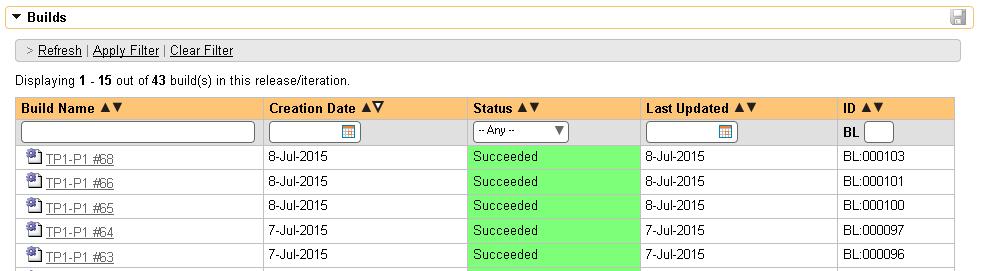 Builds
> Refresh | Apply Filter | Clear Filter
Displaying 1 - 15 out of 43 build(s) in this release/iteration.
Build Name Creation Date Status Last Updated ID
-- Any -- BL
TP1-P1 #68 8-Jul-2015 Succeeded 8-Jul-2015 BL:000103
TP1-P1 #66 8-Jul-2015 Succeeded 8-Jul-2015 BL:000101
TP1-P1 #65 8-Jul-2015 Succeeded 8-Jul-2015 BL:000100
TP1-P1 #64 7-Jul-2015 Succeeded 7-Jul-2015 BL:000097
TP1-P1 #63 7-Jul-2015 Succeeded 7-Jul-2015 BL:000096